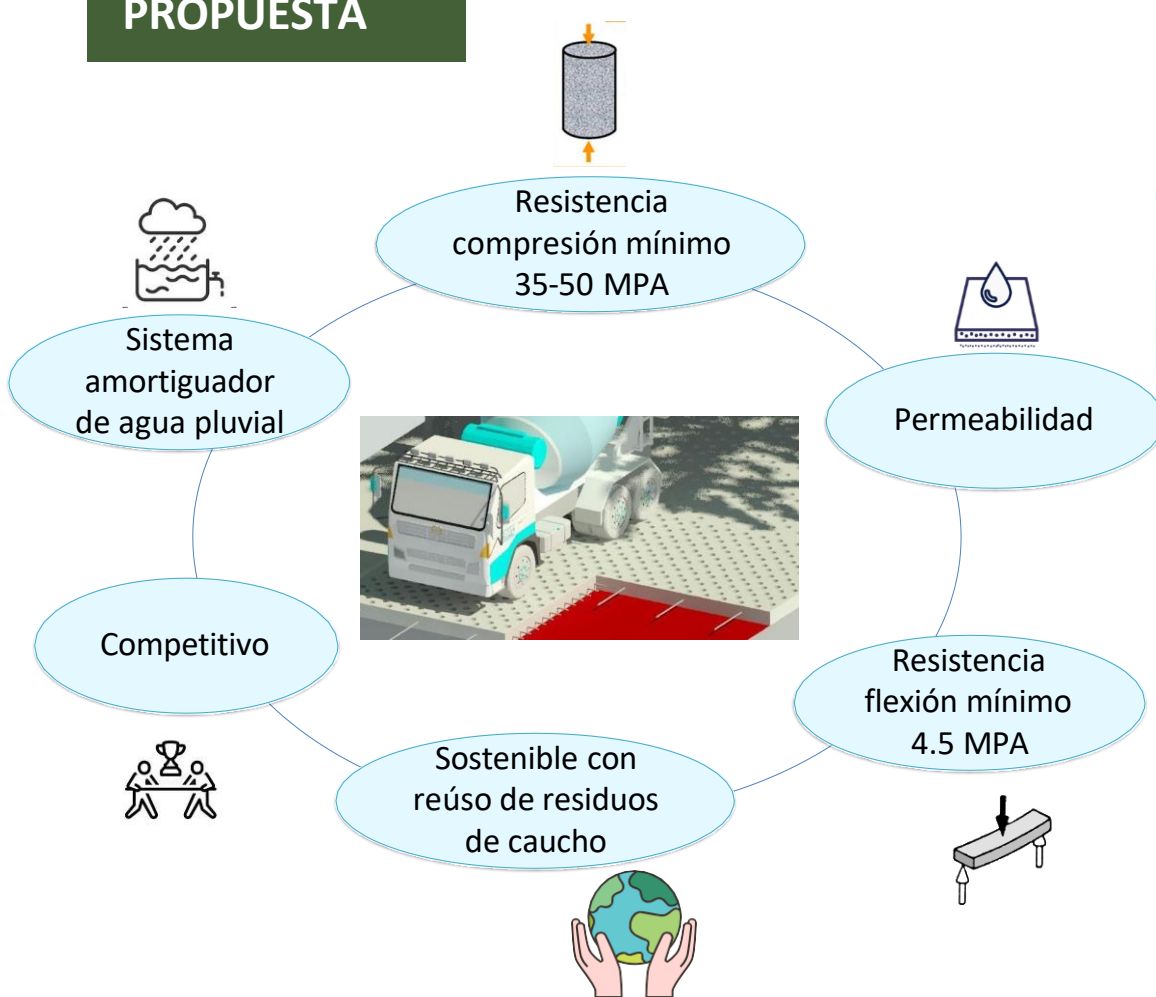 PROPUESTA
Resistencia
compresión mínimo
35-50 MPA
Sistema
amortiguador
de agua pluvial
Permeabilidad
Competitivo
Resistencia
flexión mínimo
4.5 MPA
Sostenible con
reúso de residuos
de caucho